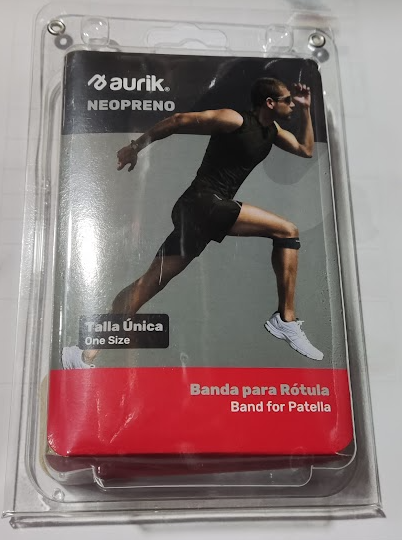 aurik®
NEOPRENO
Talla Única
One Size
Banda para Rótula
Band for Patella